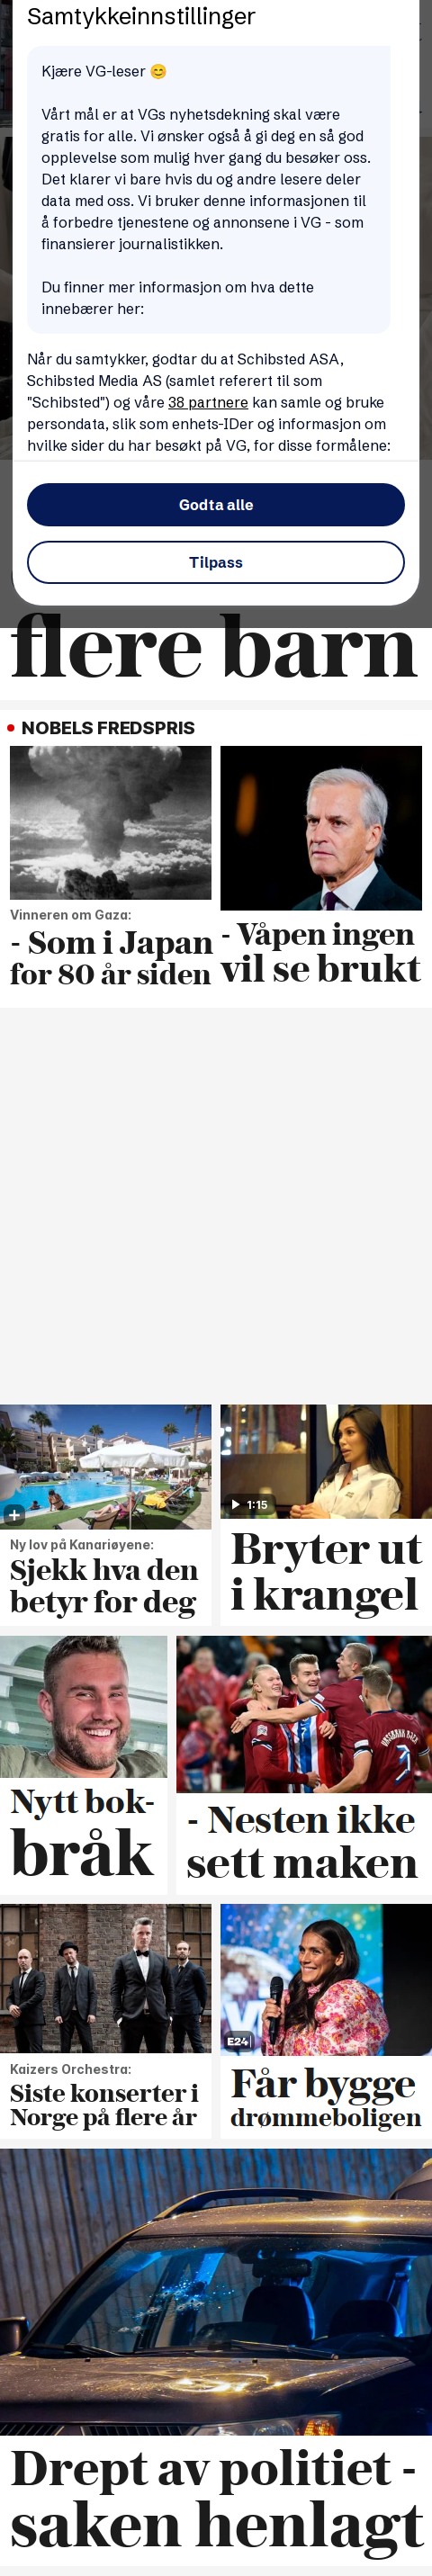 Samtykkeinnstillinger
Kjære VG-leser 😊
Vårt mål er at VGs nyhetsdekning skal være
gratis for alle. Vi ønsker også å gi deg en så god
opplevelse som mulig hver gang du besøker oss.
Det klarer vi bare hvis du og andre lesere deler
data med oss. Vi bruker denne informasjonen til
å forbedre tjenestene og annonsene i VG - som
finansierer journalistikken.
Du finner mer informasjon om hva dette
innebærer her:
Når du samtykker, godtar du at Schibsted ASA,
Schibsted Media AS (samlet referert til som
"Schibsted") og våre 38 partnere kan samle og bruke
persondata, slik som enhets-IDer og informasjon om
hvilke sider du har besøkt på VG, for disse formålene:
Godta alle
Tilpass
flere barn
NOBELS FREDSPRIS
Vinneren om Gaza:
- Som i Japan
for 80 år siden
- Våpen ingen
vil se brukt
Ny lov på Kanariøyene:
Sjekk hva den
betyr for deg
1:15
Bryter ut
i krangel
Nytt bok-
bråk
- Nesten ikke
sett maken
Kaizers Orchestra:
Siste konserter i
Norge på flere år
E24
Får bygge
drømmeboligen
Drept av politiet -
saken henlagt